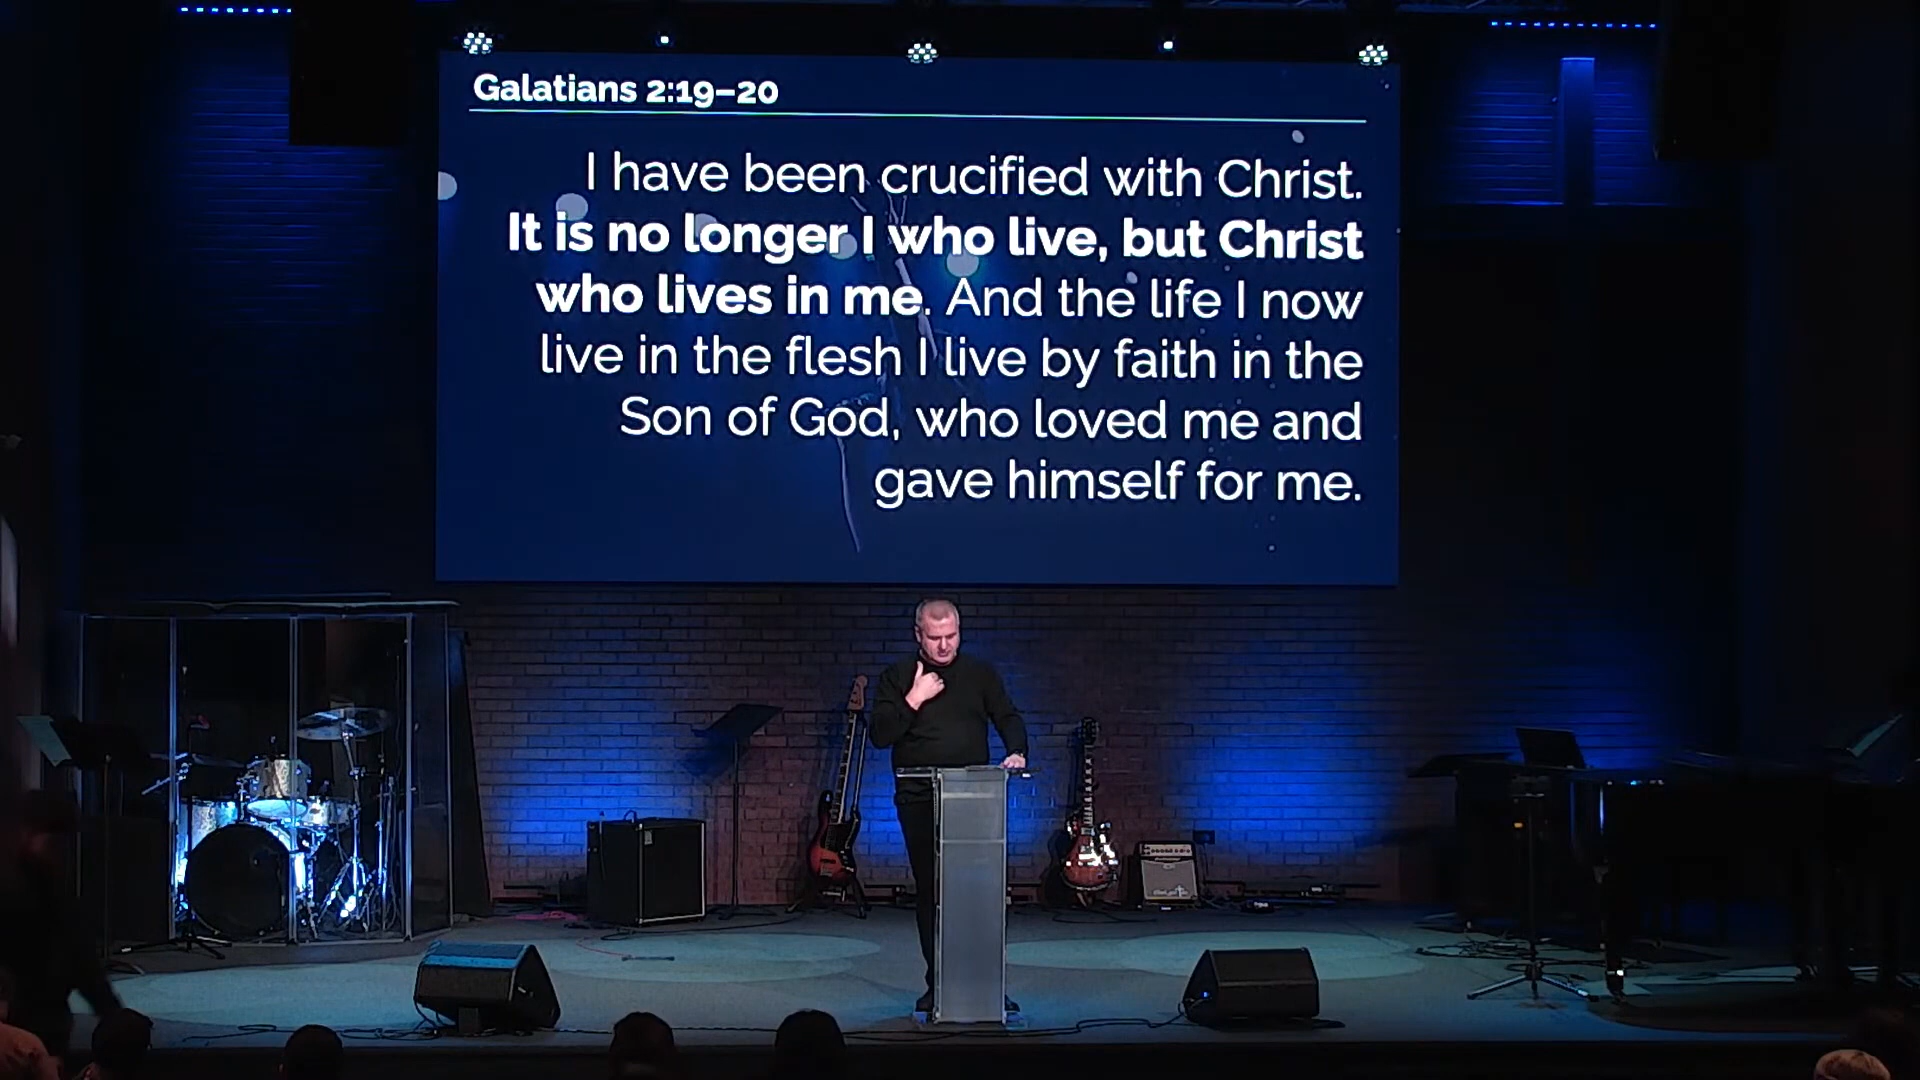 Galatians 2:19–20
I have been crucified with Christ.
It is no longer I who live, but Christ
who lives in me. And the life I now
live in the flesh I live by faith in the
Son of God, who loved me and
gave himself for me.